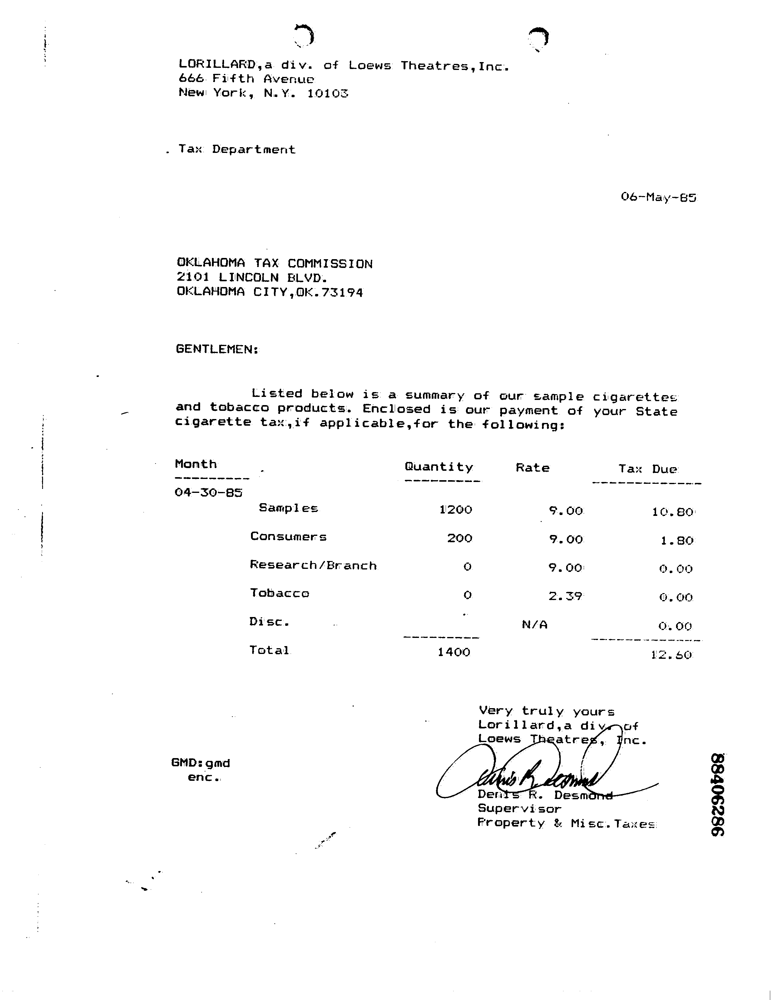 LORILLARD,a div. of Loews Theatres,Inc.
666 Fifth Avenue
New York, N.Y. 10103
Tax Department
06-May-85
OKLAHOMA TAX COMMISSION
2101 LINCOLN BLVD.
OKLAHOMA CITY,OK.73194
GENTLEMEN:
Listed below is a summary of our sample cigarettes
and tobacco products. Enclosed is our payment of your State
cigarette tax,if applicable,for the following:
Month Quantity Rate Tax Due
04-30-85
Samples 1200 9.00 10.80
Consumers 200 9.00 1.80
Research/Branch 0 9.00 0.00
Tobacco 0 2.39 0.00
Disc. N/A 0.00
Total 1400 12.60
Very truly yours
Lorillard,a div. of
Loews Theatres, Inc.
GMD:gmd
enc.
Denis R. Desmond
Denis R. Desmond
Supervisor
Property & Misc.Taxes
88406286